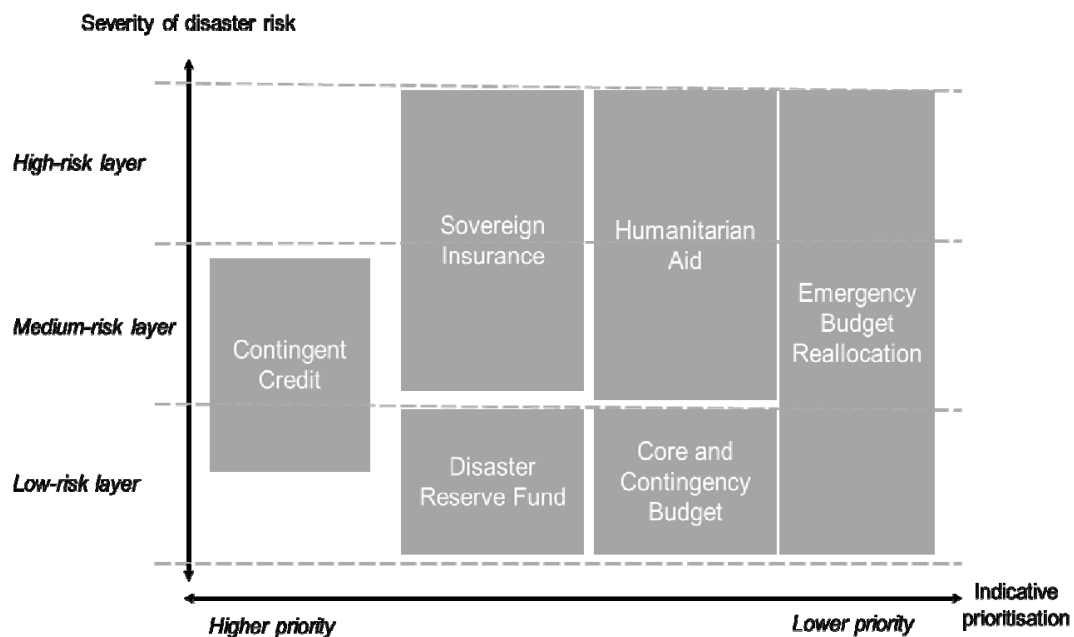 Severity of disaster risk
High-risk layer
Sovereign
Insurance
Humanitarian
Aid
Medium-risk layer
Contingent
Credit
Emergency
Budget
Reallocation
Low-risk layer
Disaster
Reserve Fund
Core and
Contingency
Budget
Higher priority
Lower priority
Indicative
prioritisation